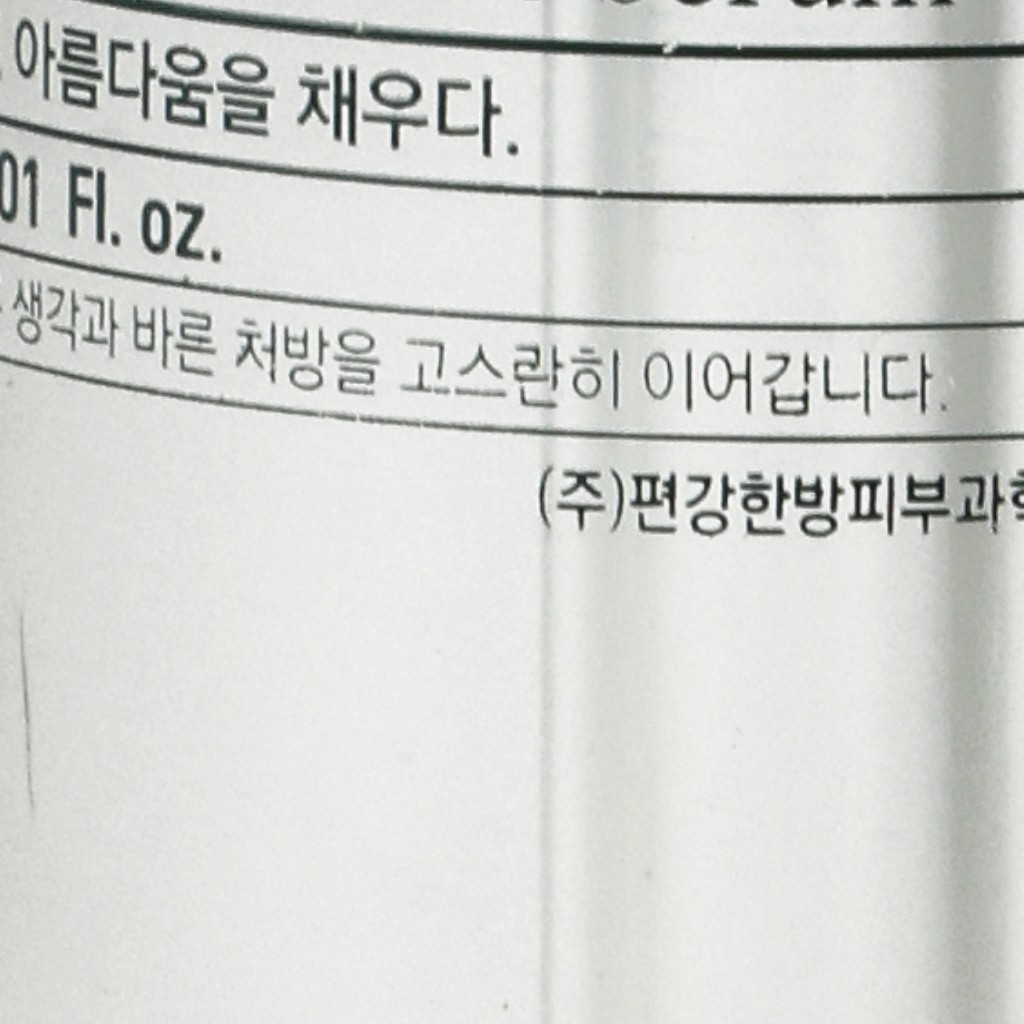 아름다움을 채우다.
01 Fl. oz.
생각과 바른 처방을 고스란히 이어갑니다.
(주)편강한방피부과학